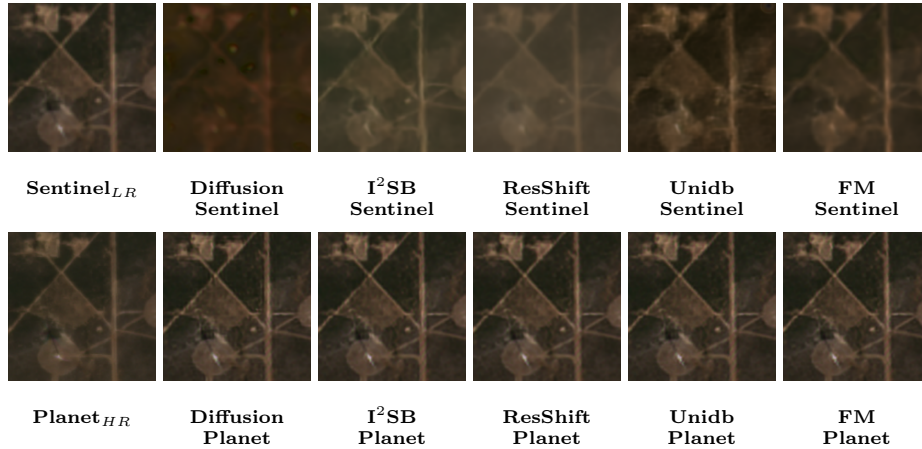 Sentinel_LR Diffusion I²SB ResShift Unidb FM
Sentinel Sentinel Sentinel Sentinel Sentinel
Planet_HR Diffusion I²SB ResShift Unidb FM
Planet Planet Planet Planet Planet